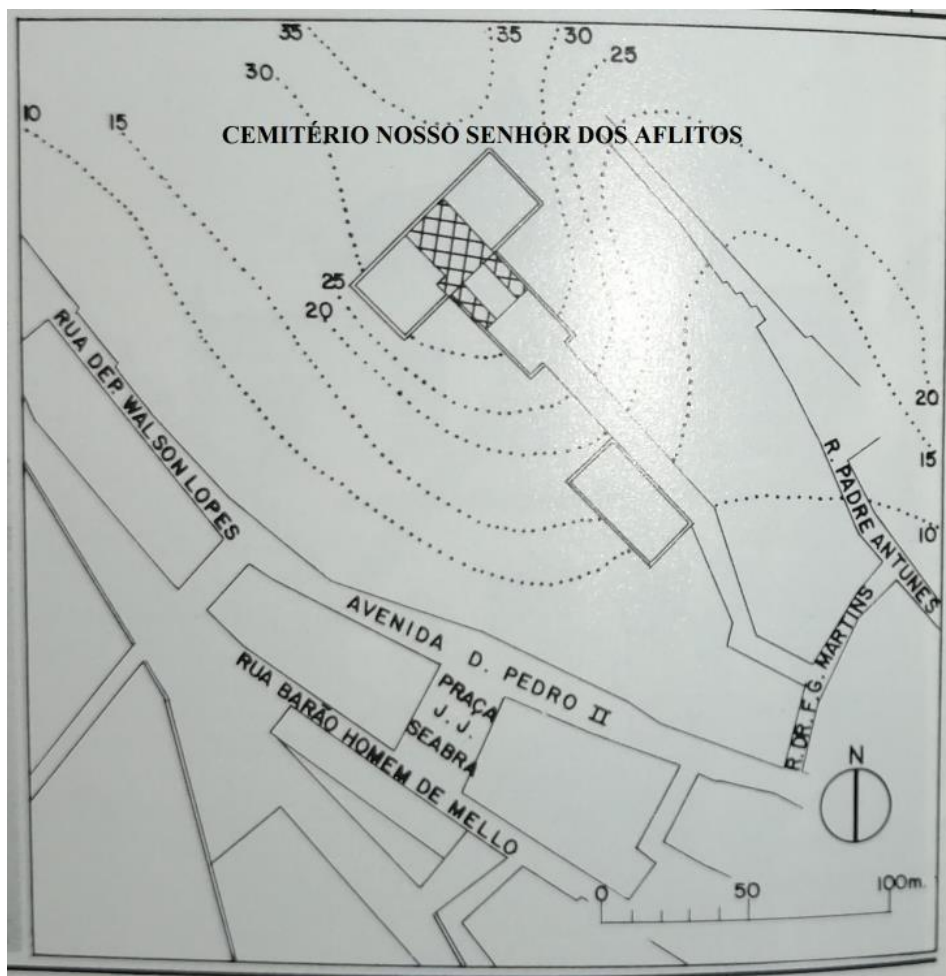 35
35
30
25
30
10
15
CEMITÉRIO NOSSO SENHOR DOS AFLITOS
25
20
RUA DEP. WALSON LOPES
20
15
10
R. PADRE ANTUNES
AVENIDA D. PEDRO II
R. DR. F. G. MARTINS
PRAÇA
J. J.
SEABRA
RUA BARÃO HOMEM DE MELLO
N
0
50
100m.